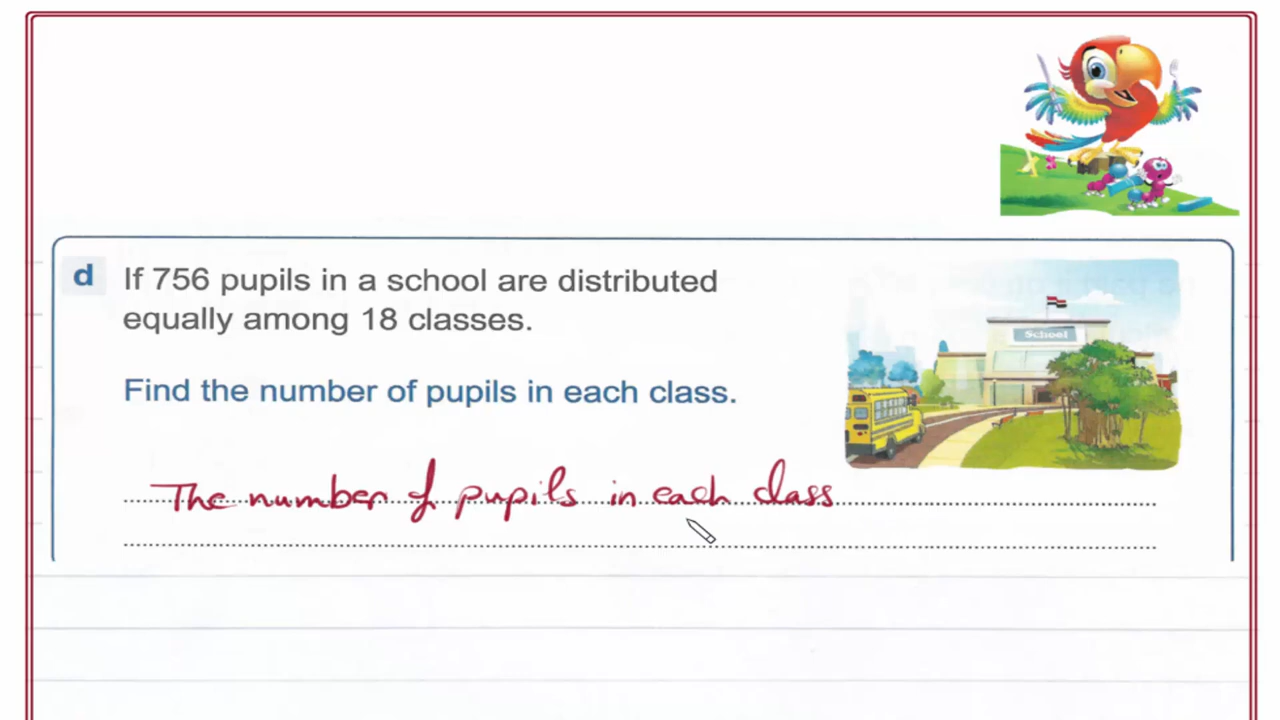 d If 756 pupils in a school are distributed
equally among 18 classes.
School
Find the number of pupils in each class.
The number of pupils in each class